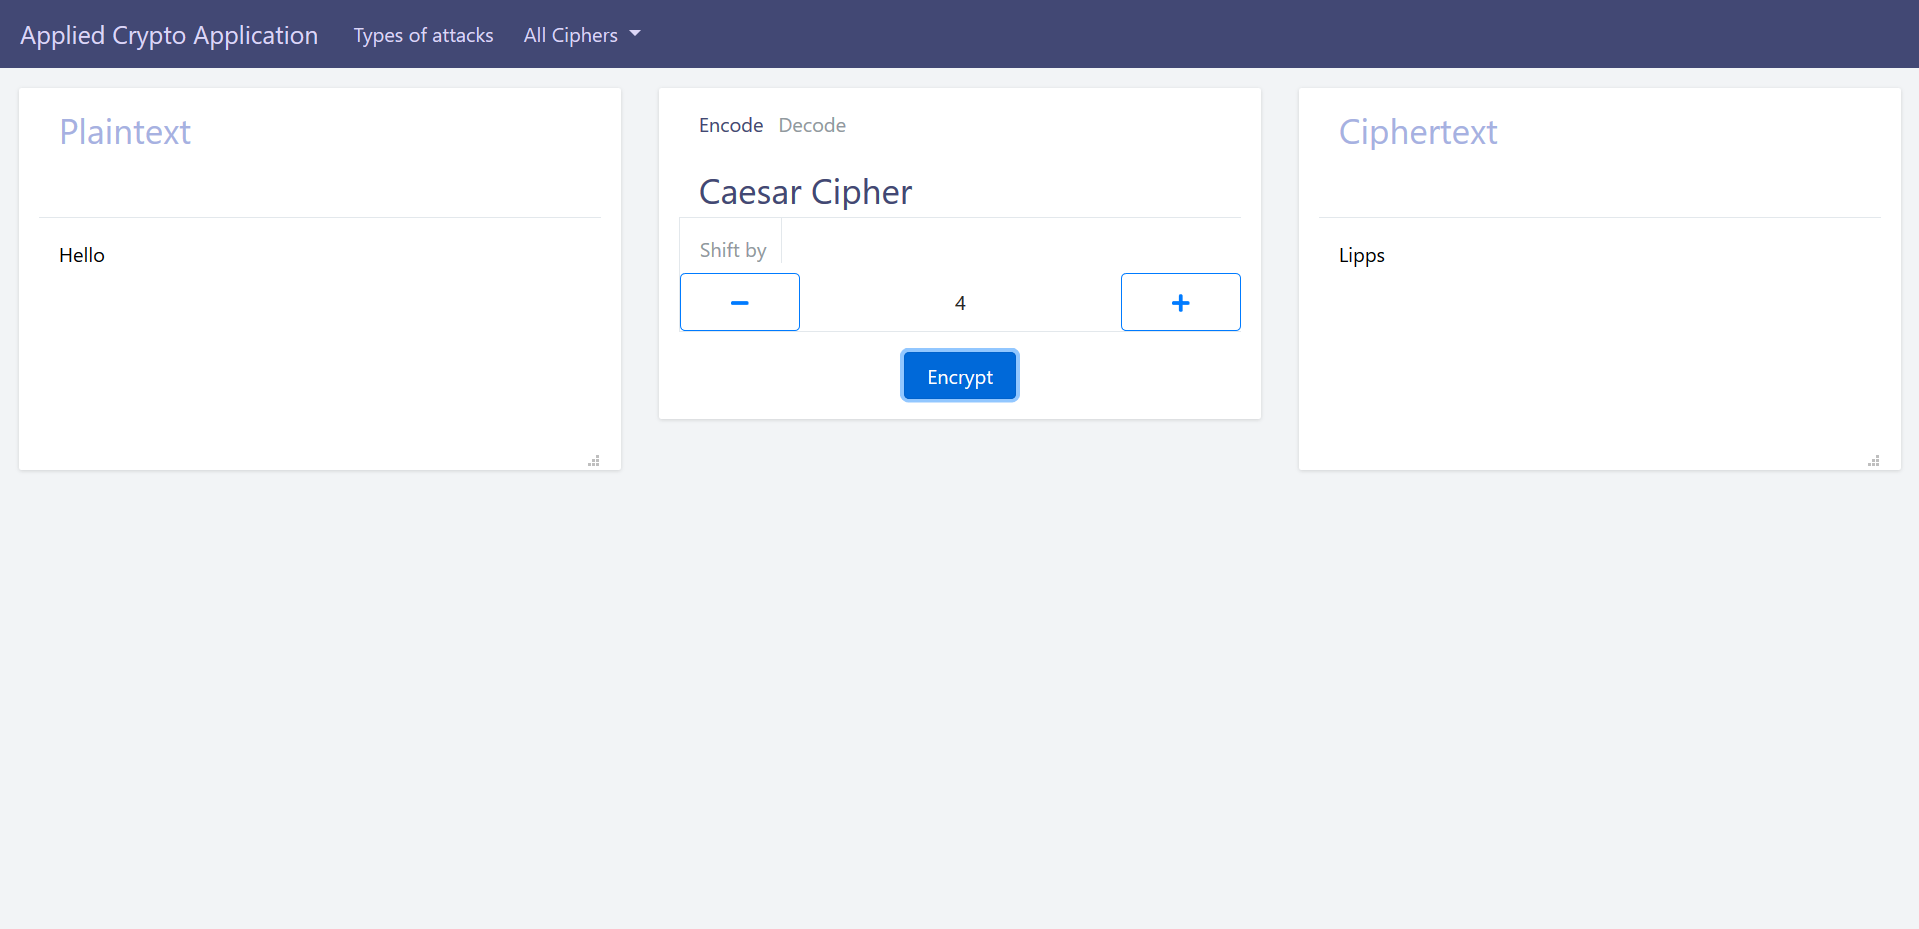 Applied Crypto Application Types of attacks All Ciphers
Plaintext
Hello
Encode Decode
Caesar Cipher
Shift by
4
Encrypt
Ciphertext
Lipps